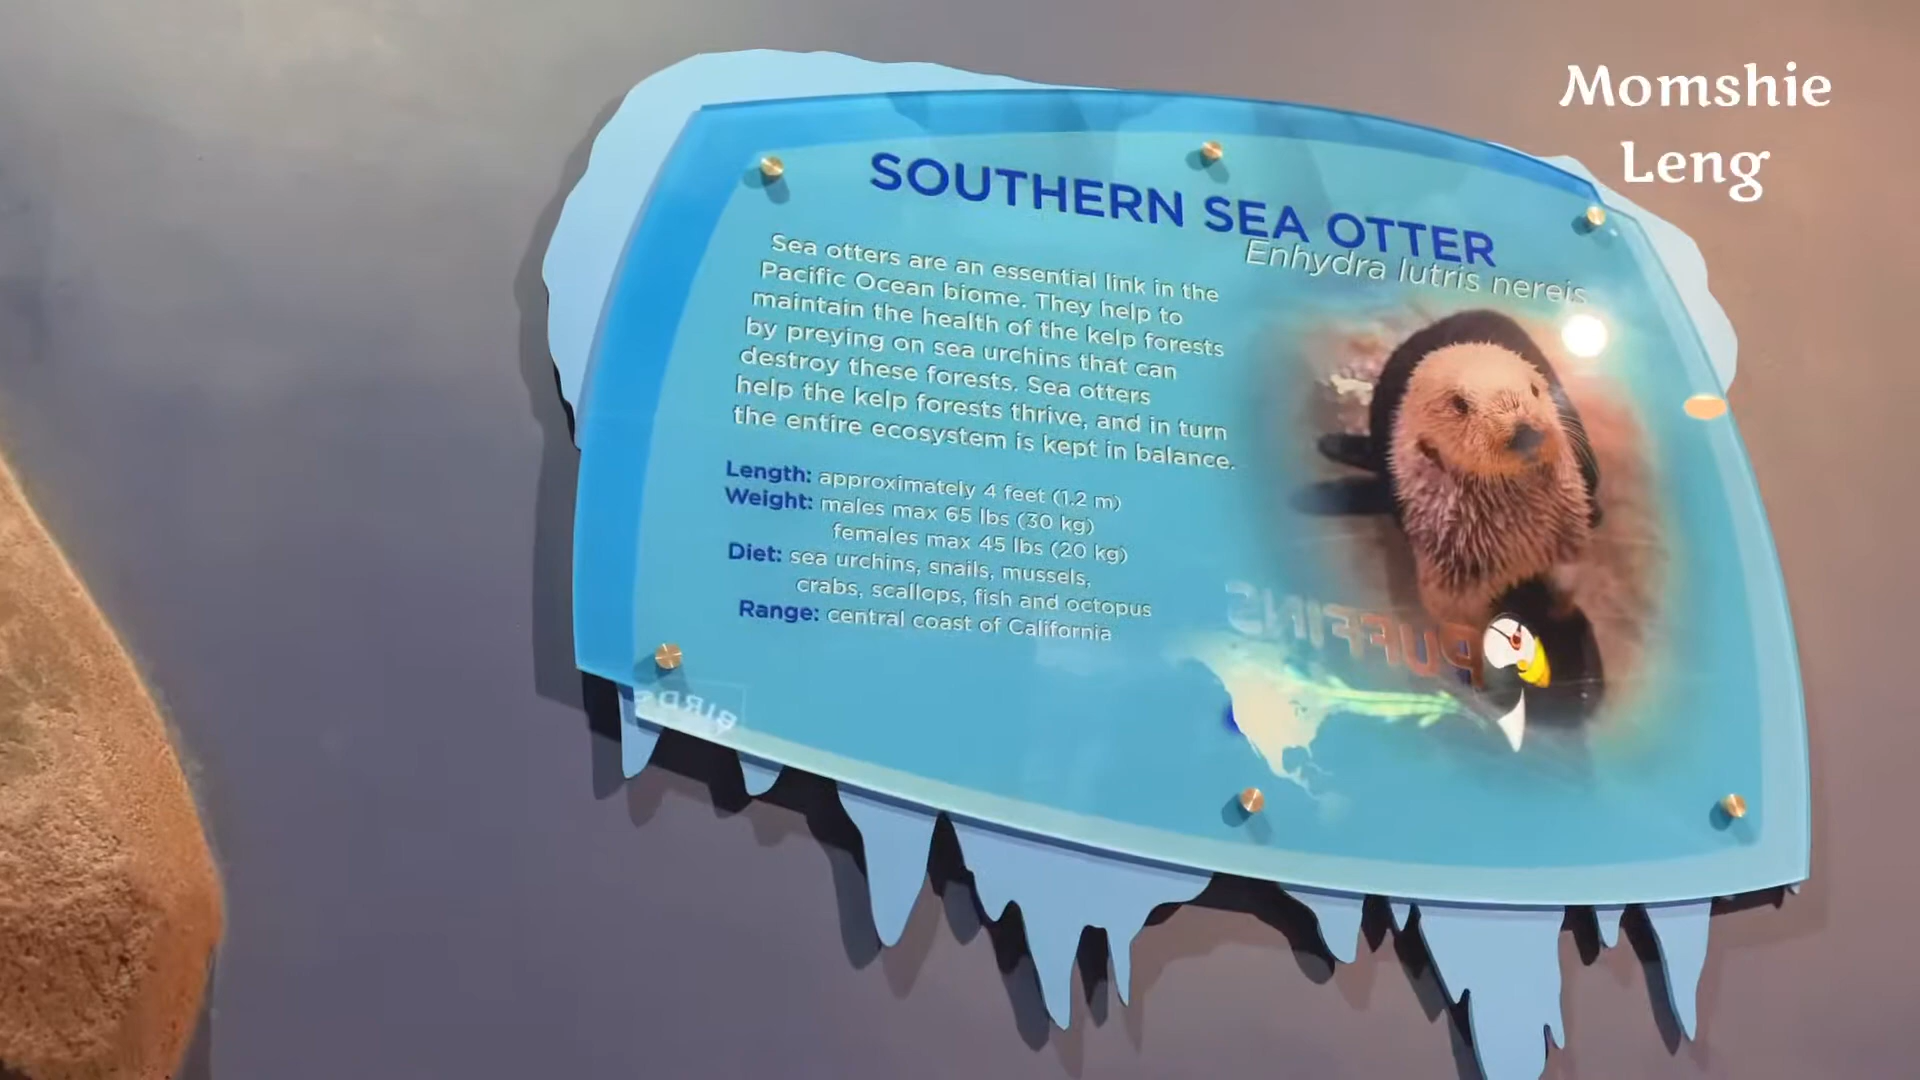 Momshie
Leng
SOUTHERN SEA OTTER
Enhydra lutris nereis
Sea otters are an essential link in the
Pacific Ocean biome. They help to
maintain the health of the kelp forests
by preying on sea urchins that can
destroy these forests. Sea otters
help the kelp forests thrive, and in turn
the entire ecosystem is kept in balance.
Length: approximately 4 feet (1.2 m)
Weight: males max 65 lbs (30 kg)
females max 45 lbs (20 kg)
Diet: sea urchins, snails, mussels,
crabs, scallops, fish and octopus
Range: central coast of California
PUFFINS
BIRDS